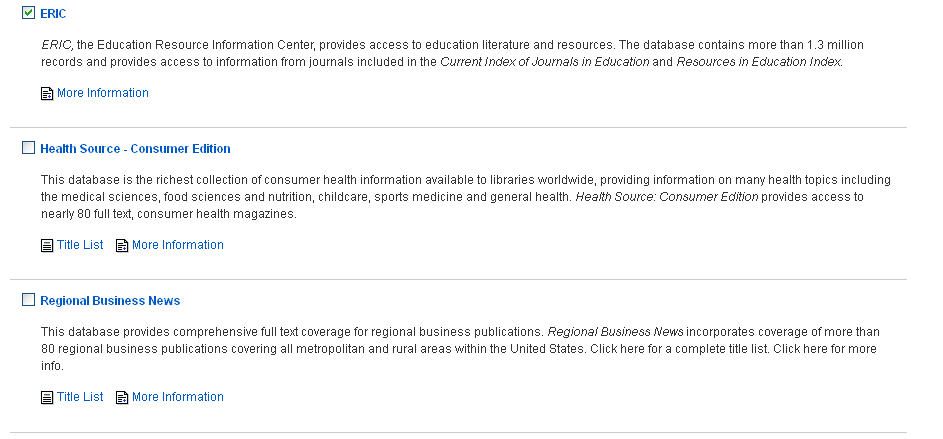 ERIC
ERIC, the Education Resource Information Center, provides access to education literature and resources. The database contains more than 1.3 million
records and provides access to information from journals included in the Current Index of Journals in Education and Resources in Education Index.
More Information
Health Source - Consumer Edition
This database is the richest collection of consumer health information available to libraries worldwide, providing information on many health topics including
the medical sciences, food sciences and nutrition, childcare, sports medicine and general health. Health Source: Consumer Edition provides access to
nearly 80 full text, consumer health magazines.
Title List More Information
Regional Business News
This database provides comprehensive full text coverage for regional business publications. Regional Business News incorporates coverage of more than
80 regional business publications covering all metropolitan and rural areas within the United States. Click here for a complete title list. Click here for more
info.
Title List More Information